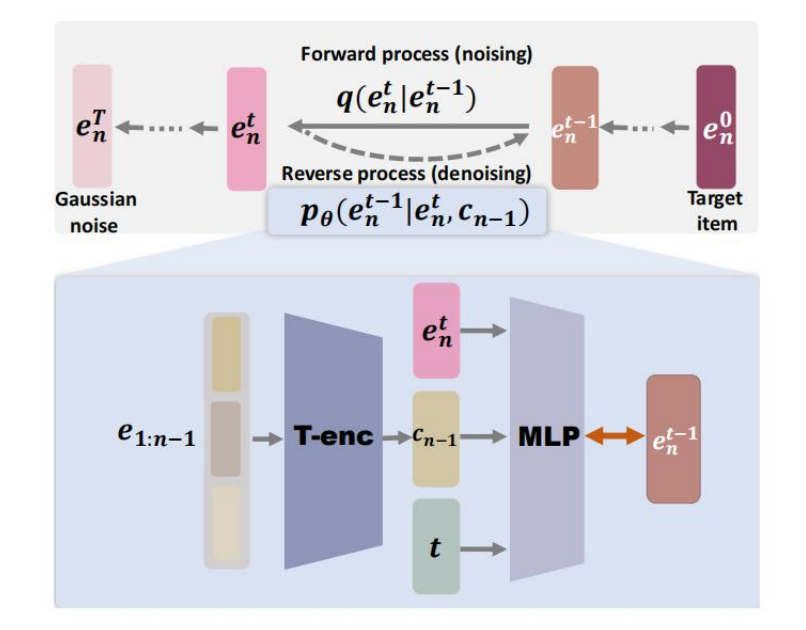 Forward process (noising)
q(e_n^t|e_n^{t-1})
e_n^T
e_n^t
e_n^{t-1}
e_n^0
Reverse process (denoising)
Gaussian
noise
Target
item
p_θ(e_n^{t-1}|e_n^t, c_{n-1})
e_n^t
e_{1:n-1}
T-enc
c_{n-1}
MLP
e_n^{t-1}
t